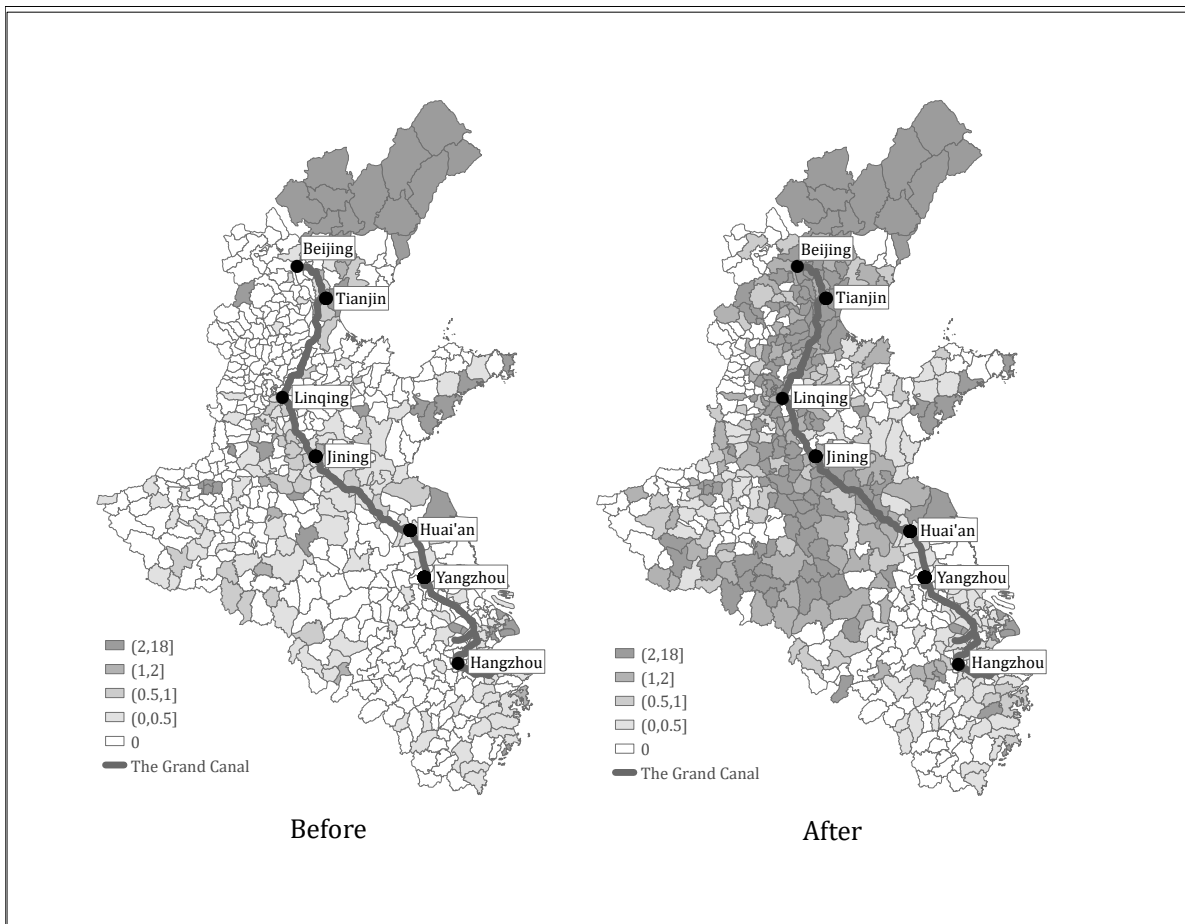 Beijing
Tianjin
Linqing
Jining
Huai'an
Yangzhou
Hangzhou
(2,18]
(1,2]
(0.5,1]
(0,0.5]
0
The Grand Canal
Before
Beijing
Tianjin
Linqing
Jining
Huai'an
Yangzhou
Hangzhou
(2,18]
(1,2]
(0.5,1]
(0,0.5]
0
The Grand Canal
After